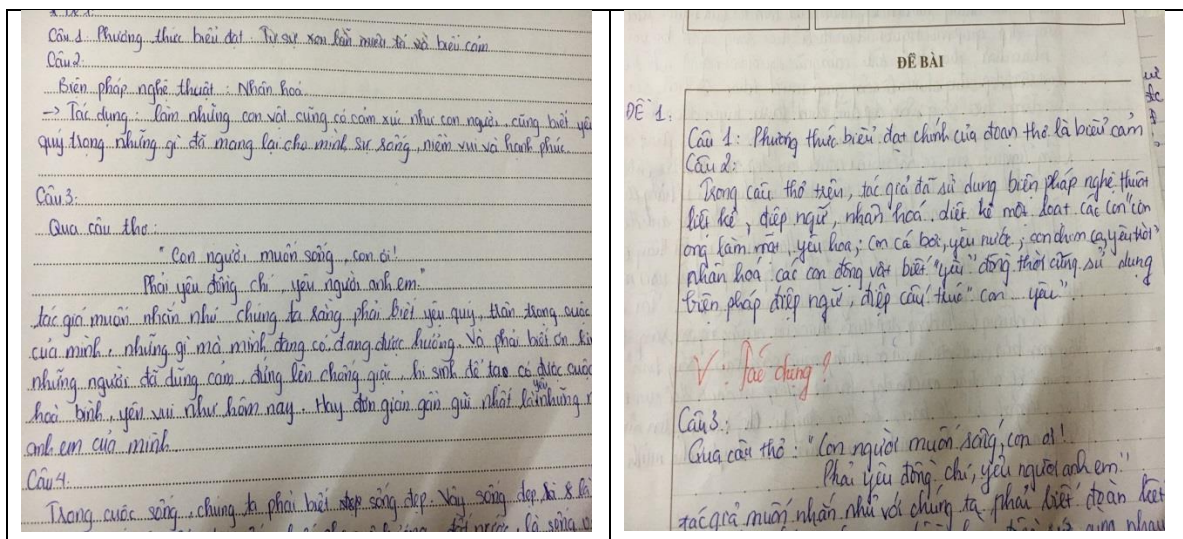 Câu 1. Phương thức biểu đạt: Tự sự xen lẫn miêu tả và biểu cảm
Câu 2:
Biện pháp nghệ thuật: Nhân hoá
→ Tác dụng: làm những con vật cũng có cảm xúc như con người, cũng biết yêu
quý trọng những gì đã mang lại cho mình sự sống, niềm vui và hạnh phúc.
Câu 3:
Qua câu thơ:
"Con người muốn sống, con ơi!
Phải yêu đồng chí, yêu người anh em."
tác giả muốn nhắn nhủ chúng ta rằng phải biết yêu quý, trân trọng cuộc
của mình, những gì mà mình đang có đang được hưởng. Và phải biết ơn
những người đã dũng cảm, đứng lên chống giặc, hi sinh để tao có được cuộc
hoà bình, yên vui như hôm nay. Hay đơn giản gần gũi nhất là yêu những
anh em của mình.
Câu 4.
Trong cuộc sống, chúng ta phải biết sống đẹp. Vậy sống đẹp là
là sống
ĐỀ BÀI
ĐỀ 1:
Câu 1: Phương thức biểu đạt chính của đoạn thơ là biểu cảm
Câu 2:
Trong câu thơ trên, tác giả đã sử dụng biện pháp nghệ thuật
liệt kê, điệp ngữ, nhân hoá. diệt kê một loạt các con "con
ong làm mật, yêu hoa; con cá bơi, yêu nước; con chim ca, yêu trời"
nhân hoá các con động vật biết "yêu" đồng thời cũng sử dụng
biện pháp điệp ngữ, điệp cấu trúc "con... yêu".
V: Tác dụng?
Câu 3:
Qua câu thơ: "Con người muốn sống, con ơi!
Phải yêu đồng chí, yêu người anh em."
tác giả muốn nhắn nhủ với chúng ta phải biết đoàn kết
nhau